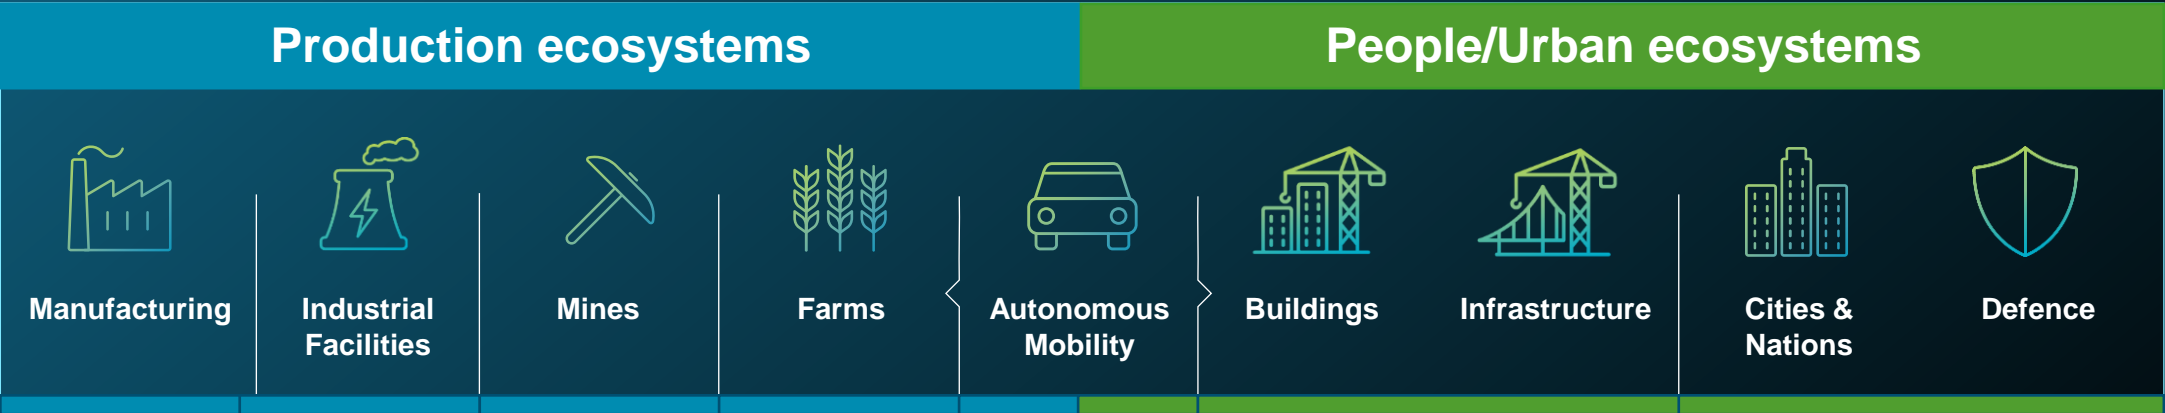 Production ecosystems
People/Urban ecosystems
Manufacturing
Industrial
Facilities
Mines
Farms
Autonomous
Mobility
Buildings
Infrastructure
Cities &
Nations
Defence